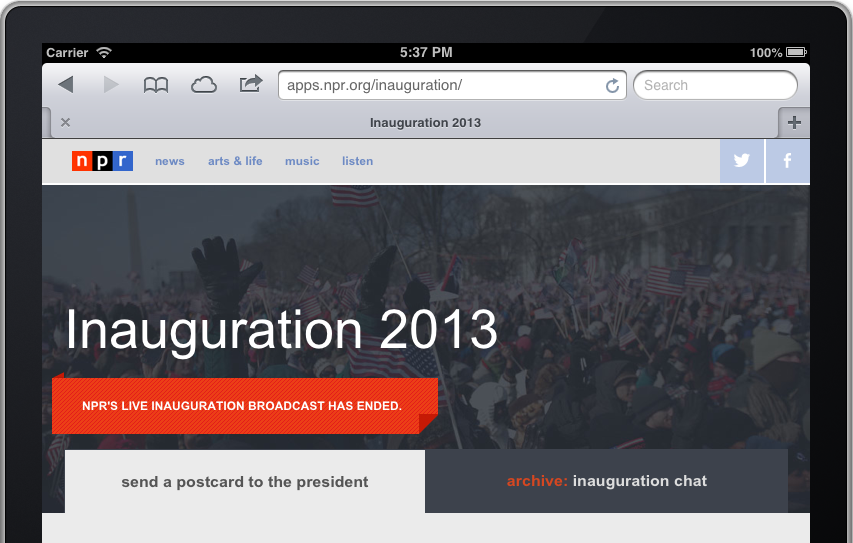 Carrier 5:37 PM 100%
apps.npr.org/inauguration/ Search
Inauguration 2013
npr news arts & life music listen
Inauguration 2013
NPR'S LIVE INAUGURATION BROADCAST HAS ENDED.
send a postcard to the president archive: inauguration chat